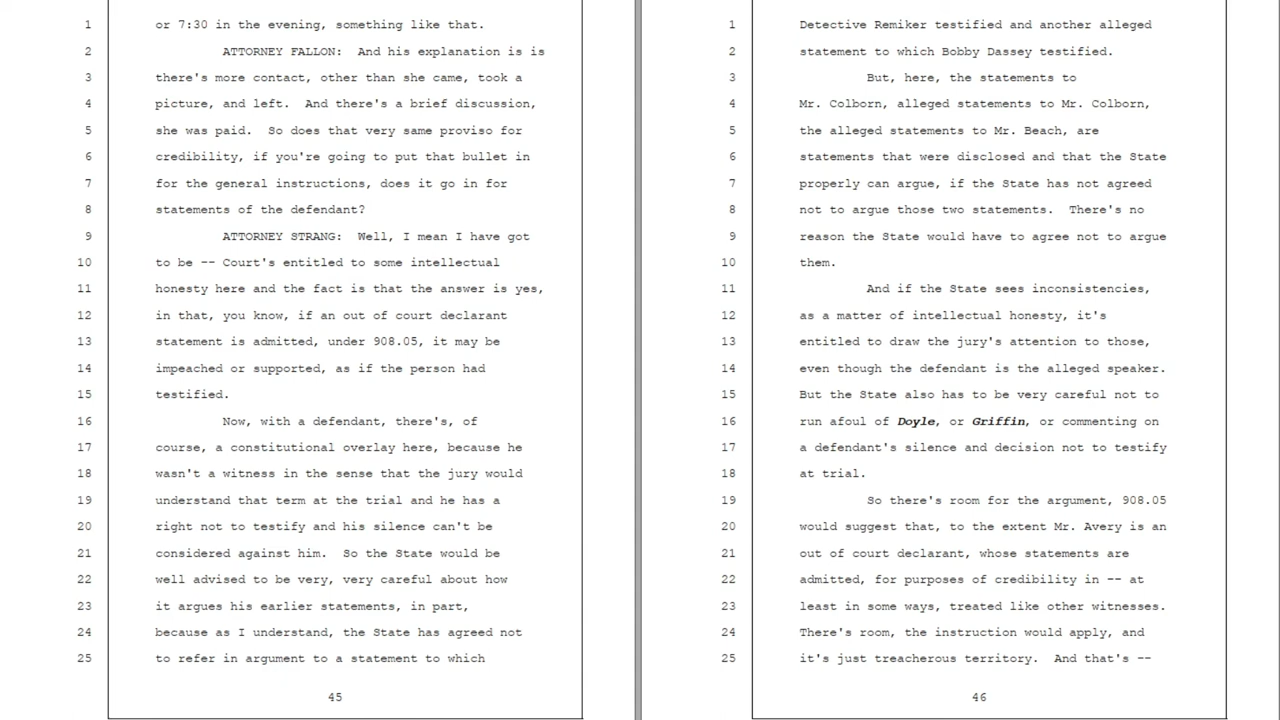 1 or 7:30 in the evening, something like that.
2 ATTORNEY FALLON: And his explanation is is
3 there's more contact, other than she came, took a
4 picture, and left. And there's a brief discussion,
5 she was paid. So does that very same proviso for
6 credibility, if you're going to put that bullet in
7 for the general instructions, does it go in for
8 statements of the defendant?
9 ATTORNEY STRANG: Well, I mean I have got
10 to be -- Court's entitled to some intellectual
11 honesty here and the fact is that the answer is yes,
12 in that, you know, if an out of court declarant
13 statement is admitted, under 908.05, it may be
14 impeached or supported, as if the person had
15 testified.
16 Now, with a defendant, there's, of
17 course, a constitutional overlay here, because he
18 wasn't a witness in the sense that the jury would
19 understand that term at the trial and he has a
20 right not to testify and his silence can't be
21 considered against him. So the State would be
22 well advised to be very, very careful about how
23 it argues his earlier statements, in part,
24 because as I understand, the State has agreed not
25 to refer in argument to a statement to which
45
1 Detective Remiker testified and another alleged
2 statement to which Bobby Dassey testified.
3 But, here, the statements to
4 Mr. Colborn, alleged statements to Mr. Colborn,
5 the alleged statements to Mr. Beach, are
6 statements that were disclosed and that the State
7 properly can argue, if the State has not agreed
8 not to argue those two statements. There's no
9 reason the State would have to agree not to argue
10 them.
11 And if the State sees inconsistencies,
12 as a matter of intellectual honesty, it's
13 entitled to draw the jury's attention to those,
14 even though the defendant is the alleged speaker.
15 But the State also has to be very careful not to
16 run afoul of Doyle, or Griffin, or commenting on
17 a defendant's silence and decision not to testify
18 at trial.
19 So there's room for the argument, 908.05
20 would suggest that, to the extent Mr. Avery is an
21 out of court declarant, whose statements are
22 admitted, for purposes of credibility in -- at
23 least in some ways, treated like other witnesses.
24 There's room, the instruction would apply, and
25 it's just treacherous territory. And that's --
46